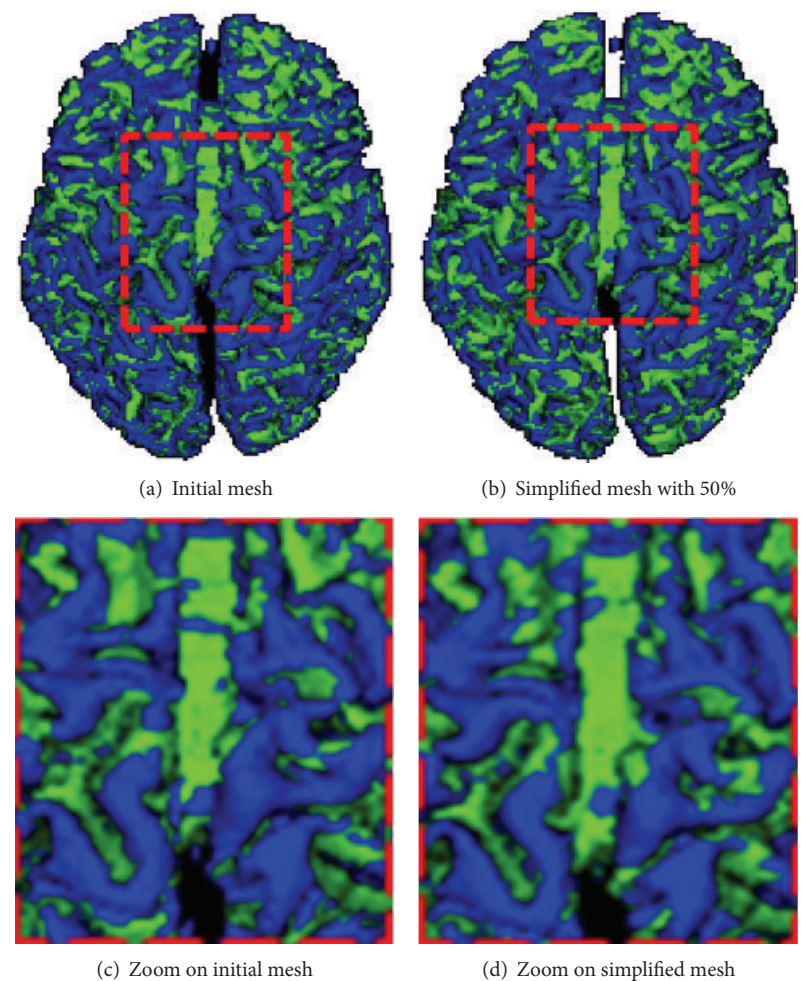 (a) Initial mesh
(b) Simplified mesh with 50%
(c) Zoom on initial mesh
(d) Zoom on simplified mesh